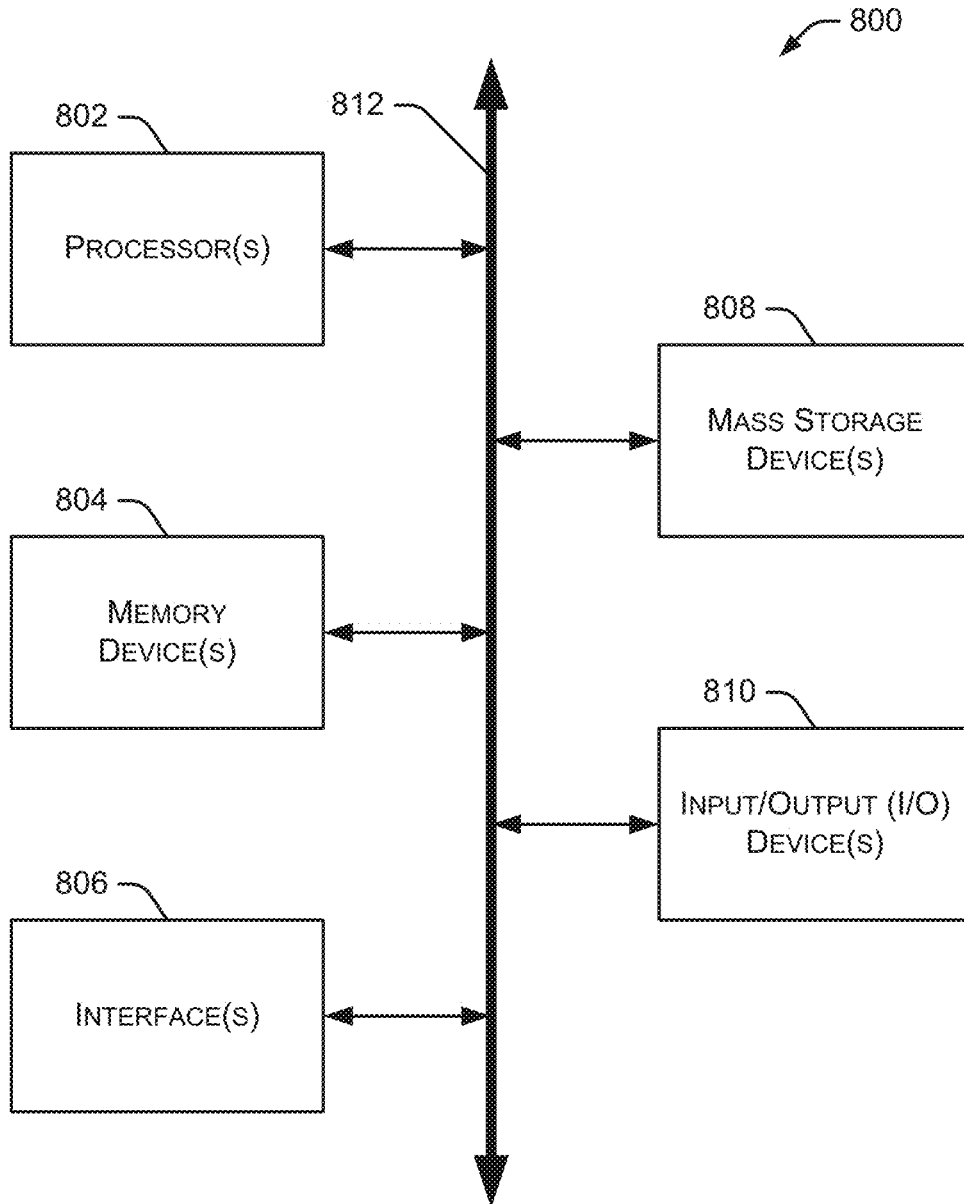 800
812
802
PROCESSOR(S)
808
MASS STORAGE
DEVICE(S)
804
MEMORY
DEVICE(S)
810
INPUT/OUTPUT (I/O)
DEVICE(S)
806
INTERFACE(S)